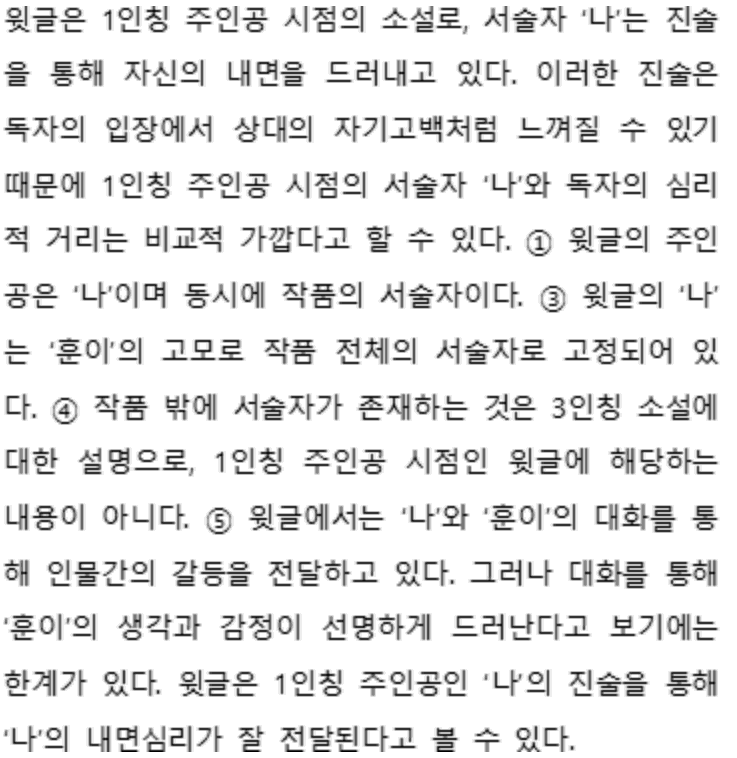 윗글은 1인칭 주인공 시점의 소설로, 서술자 ‘나’는 진술
을 통해 자신의 내면을 드러내고 있다. 이러한 진술은
독자의 입장에서 상대의 자기고백처럼 느껴질 수 있기
때문에 1인칭 주인공 시점의 서술자 ‘나’와 독자의 심리
적 거리는 비교적 가깝다고 할 수 있다. ① 윗글의 주인
공은 ‘나’이며 동시에 작품의 서술자이다. ③ 윗글의 ‘나’
는 ‘훈이’의 고모로 작품 전체의 서술자로 고정되어 있
다. ④ 작품 밖에 서술자가 존재하는 것은 3인칭 소설에
대한 설명으로, 1인칭 주인공 시점인 윗글에 해당하는
내용이 아니다. ⑤ 윗글에서는 ‘나’와 ‘훈이’의 대화를 통
해 인물간의 갈등을 전달하고 있다. 그러나 대화를 통해
‘훈이’의 생각과 감정이 선명하게 드러난다고 보기에는
한계가 있다. 윗글은 1인칭 주인공인 ‘나’의 진술을 통해
‘나’의 내면심리가 잘 전달된다고 볼 수 있다.